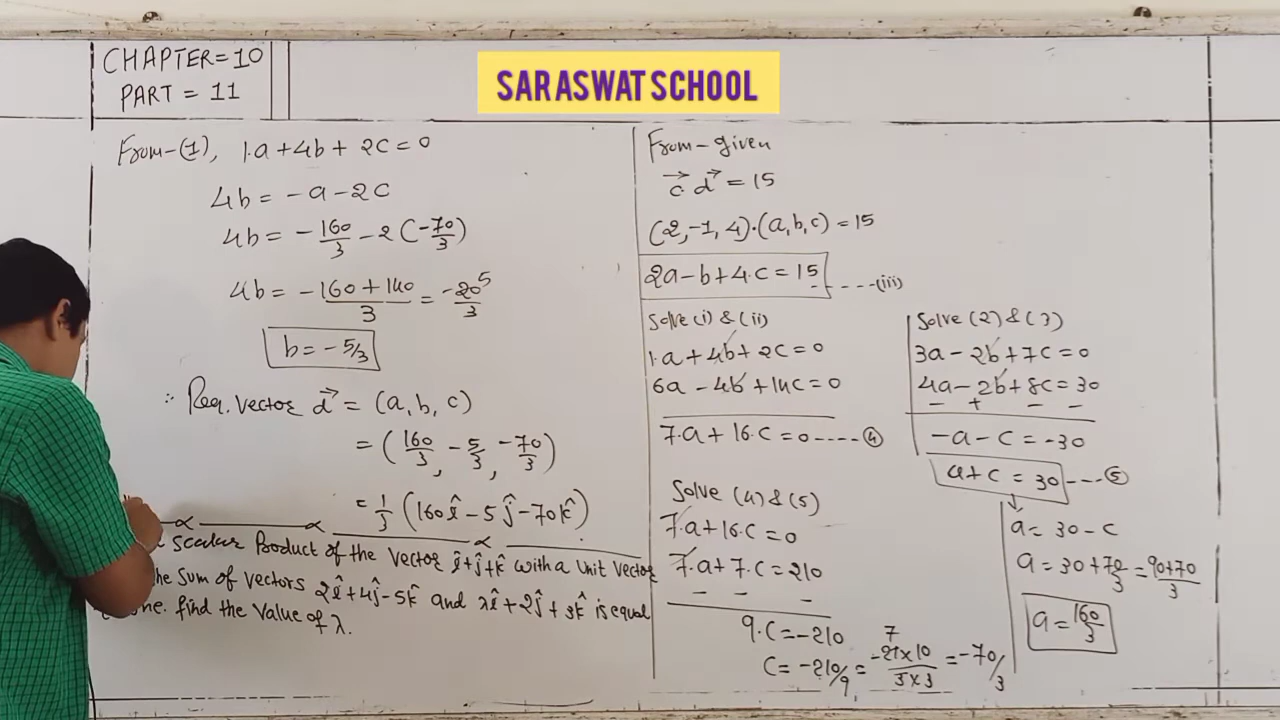 CHAPTER=10
PART = 11
SARASWAT SCHOOL
From-(1), 1.a+4b+2c=0
4b = -a-2c
4b = -160/3 -2(-70/3)
4b = -160+140/3 = -20/3 5
b = -5/3
∴ Req. vector d⃗ = (a, b, c)
= (160/3, -5/3, -70/3)
= 1/3 (160î - 5ĵ - 70k̂)
Scalar Product of the Vector î+ĵ+k̂ with a Unit Vector
the Sum of Vectors 2î+4ĵ-5k̂ and λî+2ĵ+3k̂ is equal
one. find the Value of λ.
From-given
c⃗ d⃗ = 15
(2,-1,4)·(a,b,c) = 15
2a-b+4.c = 15 -----(iii)
Solve (i) & (ii)
1.a+4b+2c=0
6a-4b+14c=0
7.a+16.c=0----④
Solve (4) & (5)
7.a+16.c=0
7.a+7.c=210
- - -
9.c=-210
c=-210/9 = -21×10/3×3 7 = -70/3
Solve (2) & (3)
3a-2b+7c=0
4a-2b+8c=30
- + - -
-a-c=-30
a+c=30---⑤
a=30-c
a=30+70/3=90+70/3
a=160/3